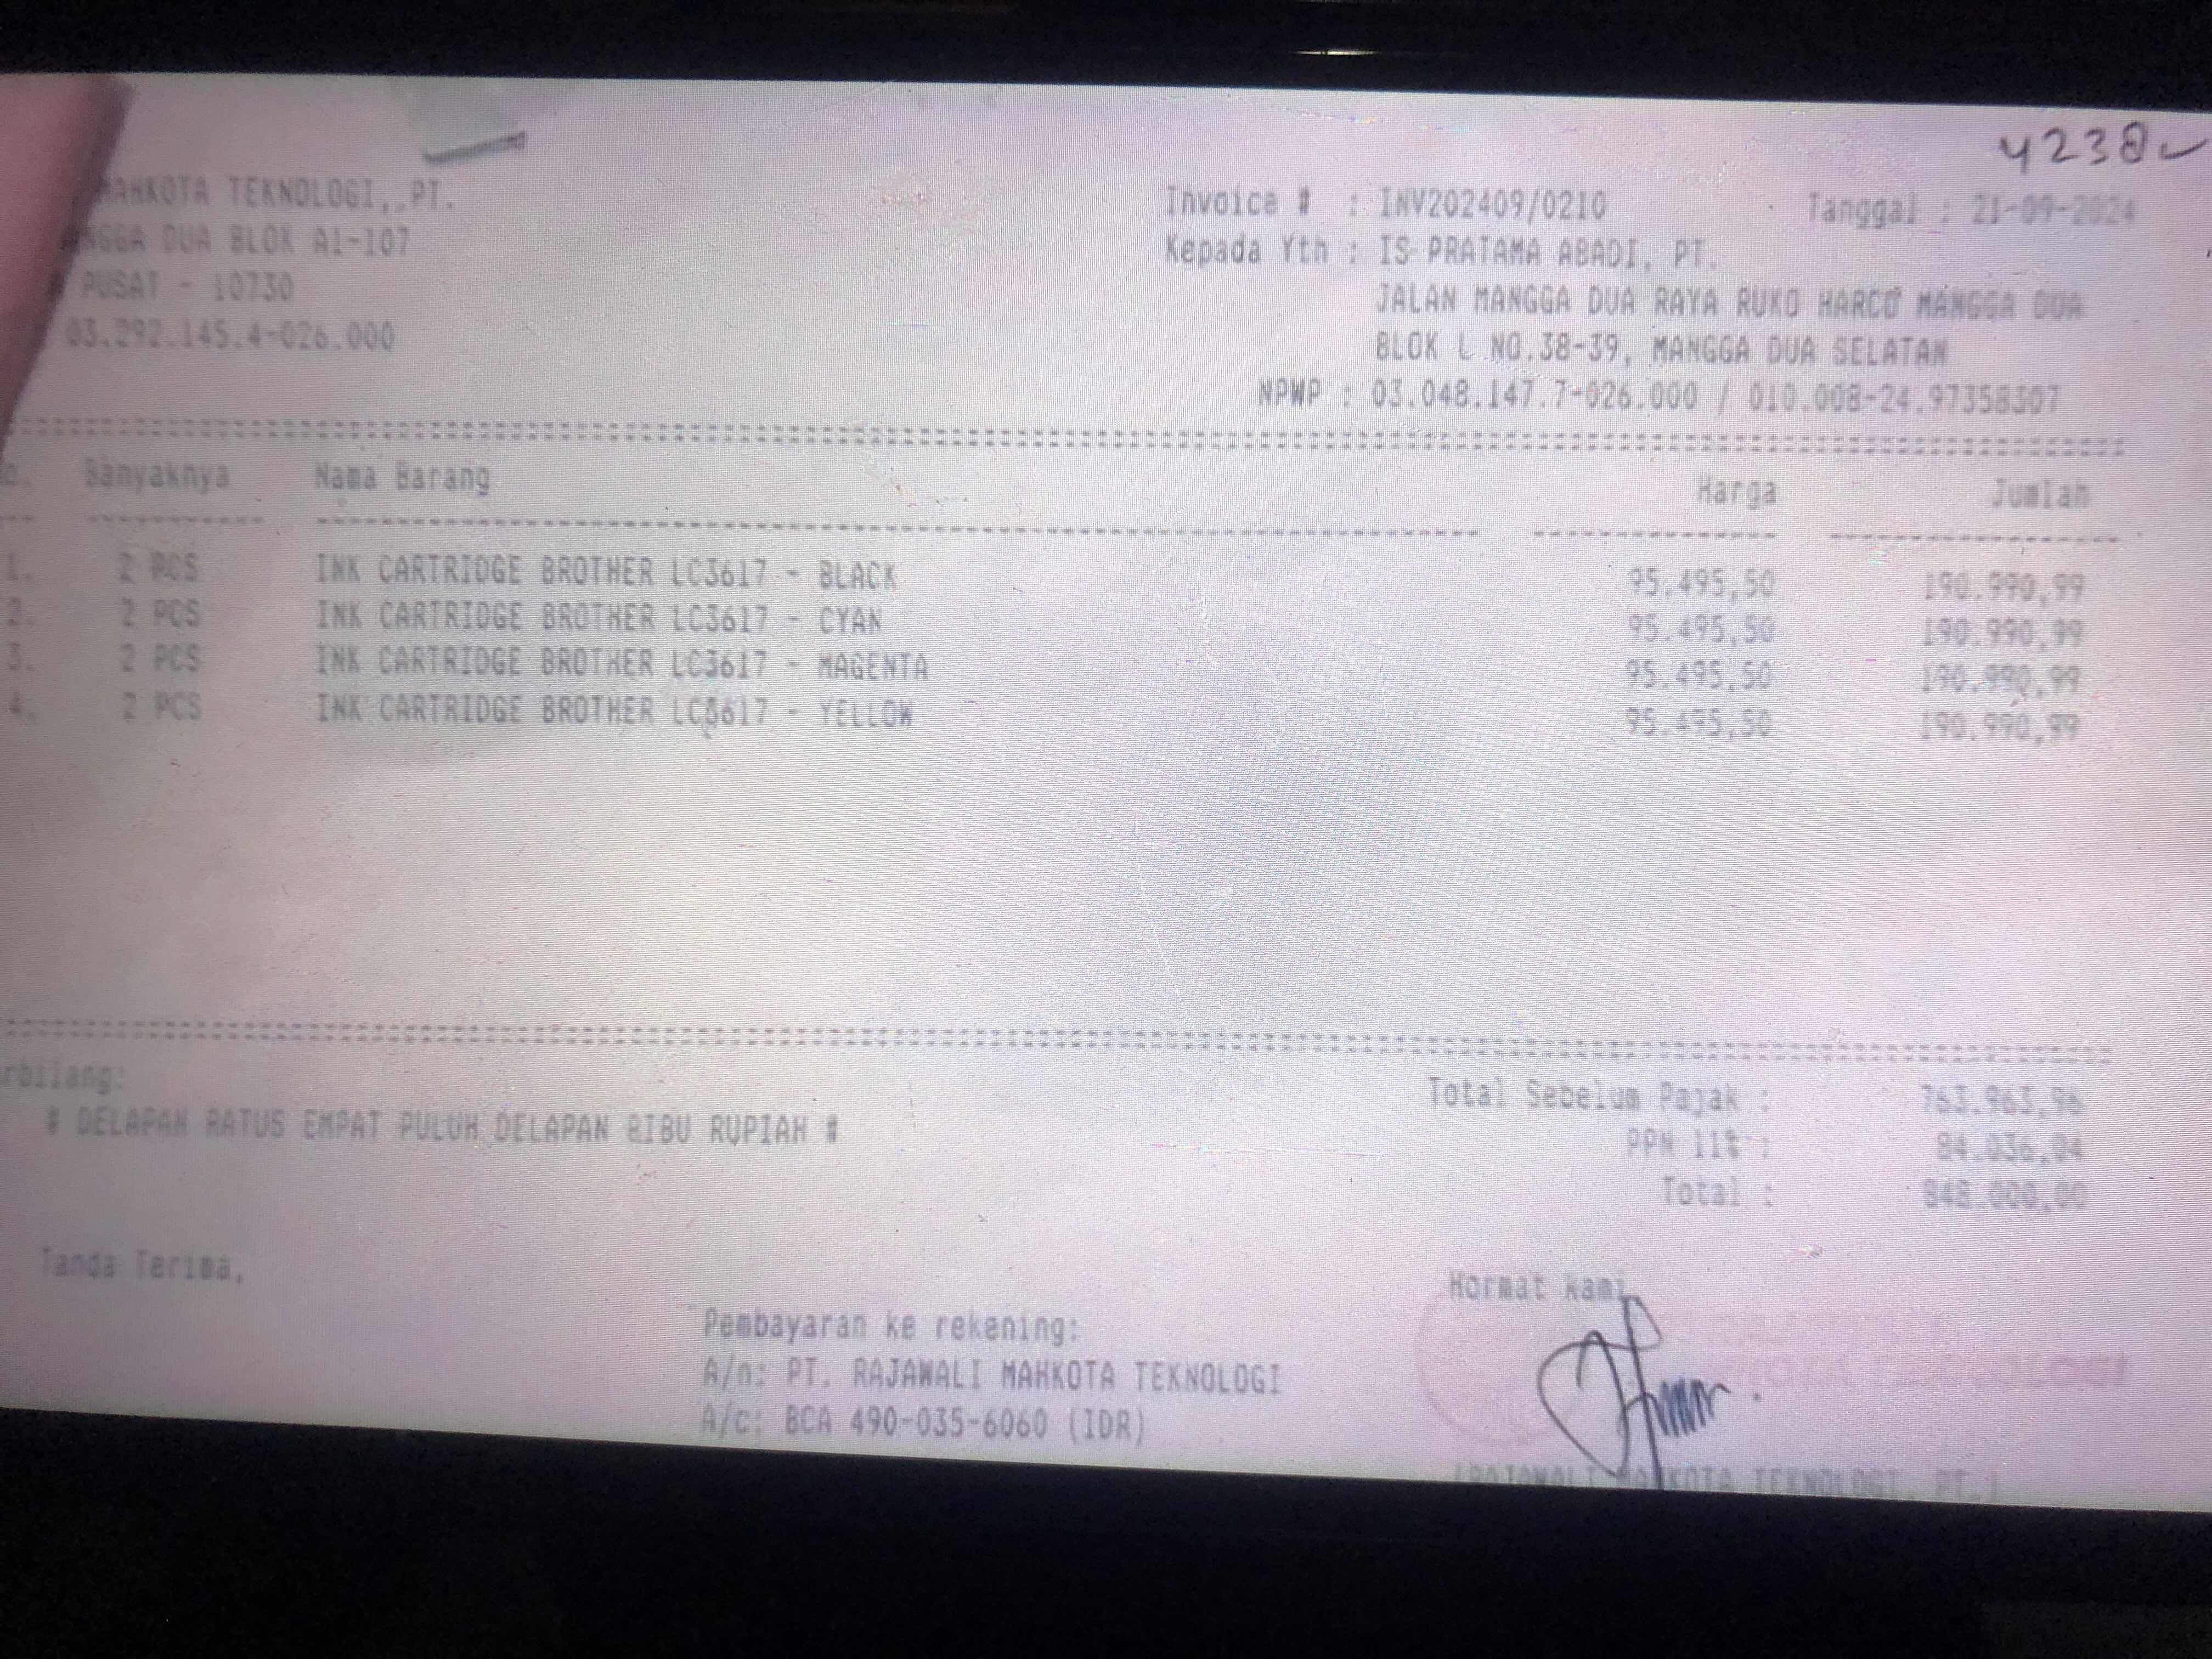 4238
MAHKOTA TEKNOLOGI, PT.
Invoice # : INV202409/0210 Tanggal : 21-09-2024
NGGA DUA BLOK A1-107
Kepada Yth : IS PRATAMA ABADI, PT.
PUSAT - 10730
JALAN MANGGA DUA RAYA RUKO HARCO MANGGA DUA
03.292.145.4-026.000
BLOK L NO.38-39, MANGGA DUA SELATAN
NPWP : 03.048.147.7-026.000 / 010.008-24.97358307
Banyaknya Nama Barang Harga Jumlah
1. 2 PCS INK CARTRIDGE BROTHER LC3617 - BLACK 95.495,50 190.990,99
2. 2 PCS INK CARTRIDGE BROTHER LC3617 - CYAN 95.495,50 190.990,99
3. 2 PCS INK CARTRIDGE BROTHER LC3617 - MAGENTA 95.495,50 190.990,99
4. 2 PCS INK CARTRIDGE BROTHER LC3617 - YELLOW 95.495,50 190.990,99
rbilang:
# DELAPAN RATUS EMPAT PULUH DELAPAN RIBU RUPIAH #
Total Sebelum Pajak : 763.963,96
PPN 11% : 84.036,04
Total : 848.000,00
Tanda Terima,
Hormat kami
Pembayaran ke rekening:
A/n: PT. RAJAWALI MAHKOTA TEKNOLOGI
A/c: BCA 490-035-6060 (IDR)
(RAJAWALI MAHKOTA TEKNOLOGI, PT.)